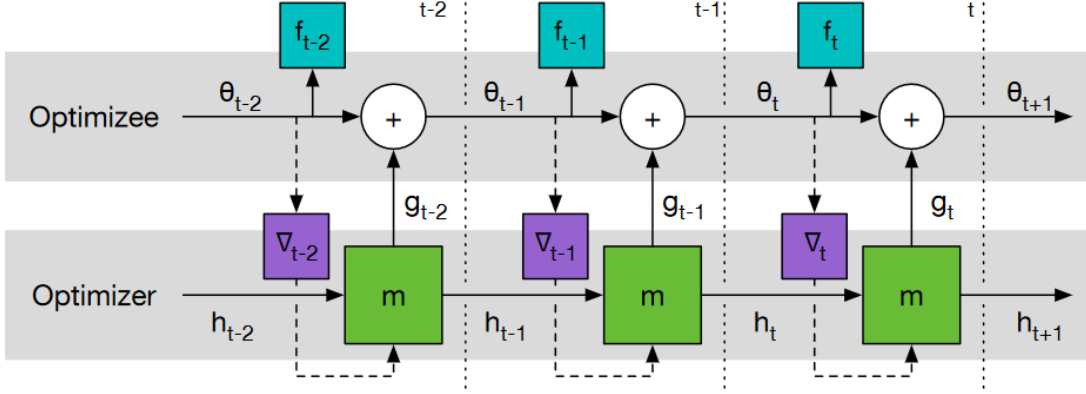 t-2 t-1 t
f_{t-2} f_{t-1} f_t
θ_{t-2} θ_{t-1} θ_t θ_{t+1}
Optimizee + + +
g_{t-2} g_{t-1} g_t
∇_{t-2} ∇_{t-1} ∇_t
Optimizer m m m
h_{t-2} h_{t-1} h_t h_{t+1}